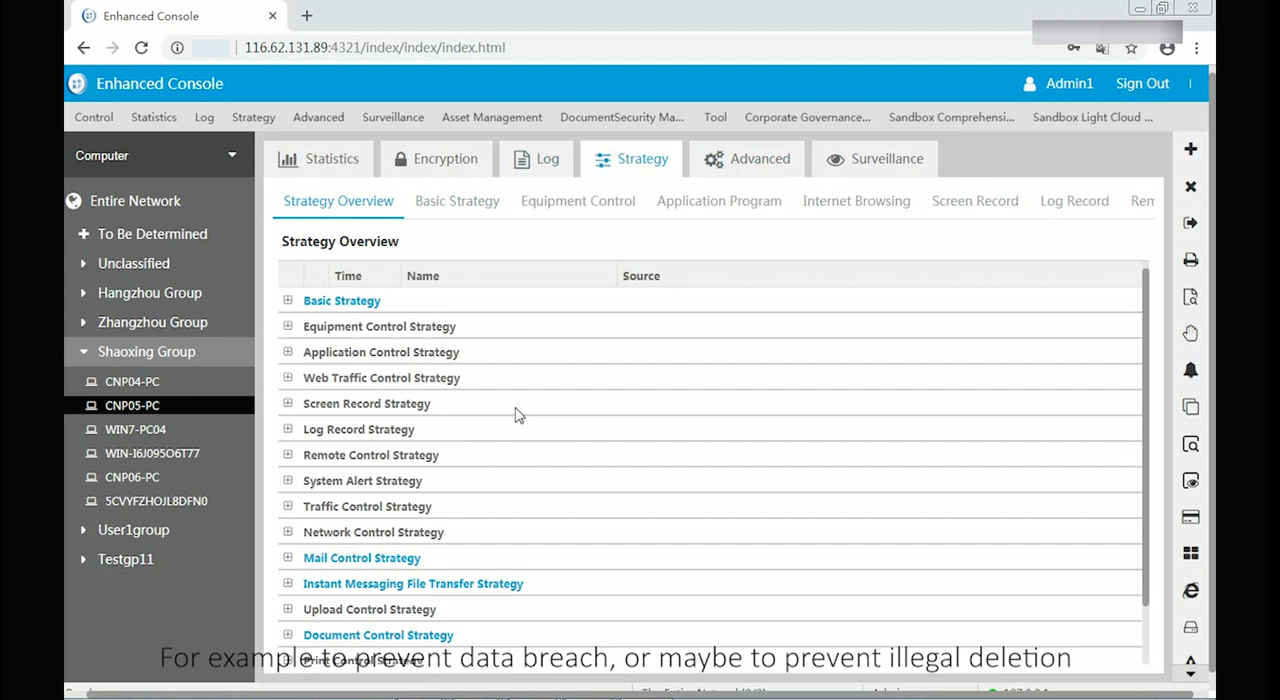 Enhanced Console
116.62.131.89:4321/index/index/index.html
Enhanced Console
Admin1
Sign Out
Control
Statistics
Log
Strategy
Advanced
Surveillance
Asset Management
DocumentSecurity Ma...
Tool
Corporate Governance...
Sandbox Comprehensi...
Sandbox Light Cloud ...
Computer
Statistics
Encryption
Log
Strategy
Advanced
Surveillance
Entire Network
To Be Determined
Unclassified
Hangzhou Group
Zhangzhou Group
Shaoxing Group
CNP04-PC
CNP05-PC
WIN7-PC04
WIN-I6J095O6T77
CNP06-PC
5CVYFZHOJL8DFN0
User1group
Testgp11
Strategy Overview
Basic Strategy
Equipment Control
Application Program
Internet Browsing
Screen Record
Log Record
Rem
Strategy Overview
Time
Name
Source
Basic Strategy
Equipment Control Strategy
Application Control Strategy
Web Traffic Control Strategy
Screen Record Strategy
Log Record Strategy
Remote Control Strategy
System Alert Strategy
Traffic Control Strategy
Network Control Strategy
Mail Control Strategy
Instant Messaging File Transfer Strategy
Upload Control Strategy
Document Control Strategy
Print Control Strategy
For example to prevent data breach, or maybe to prevent illegal deletion